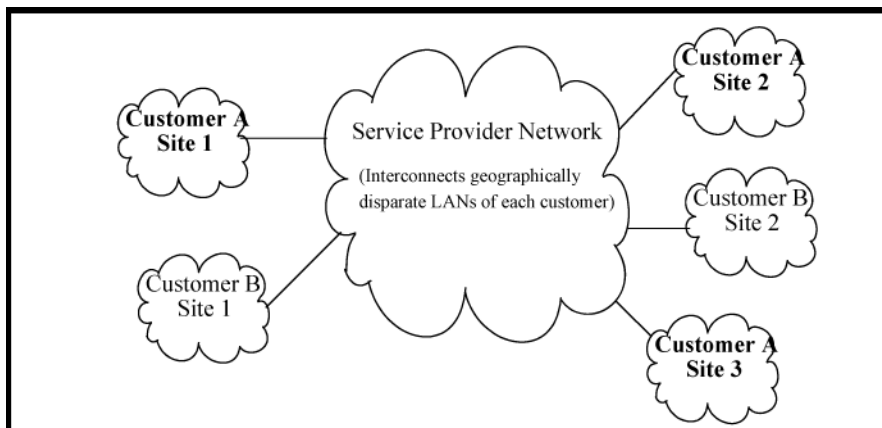 Customer A
Site 1
Customer B
Site 1
Service Provider Network
(Interconnects geographically
disparate LANs of each customer)
Customer A
Site 2
Customer B
Site 2
Customer A
Site 3